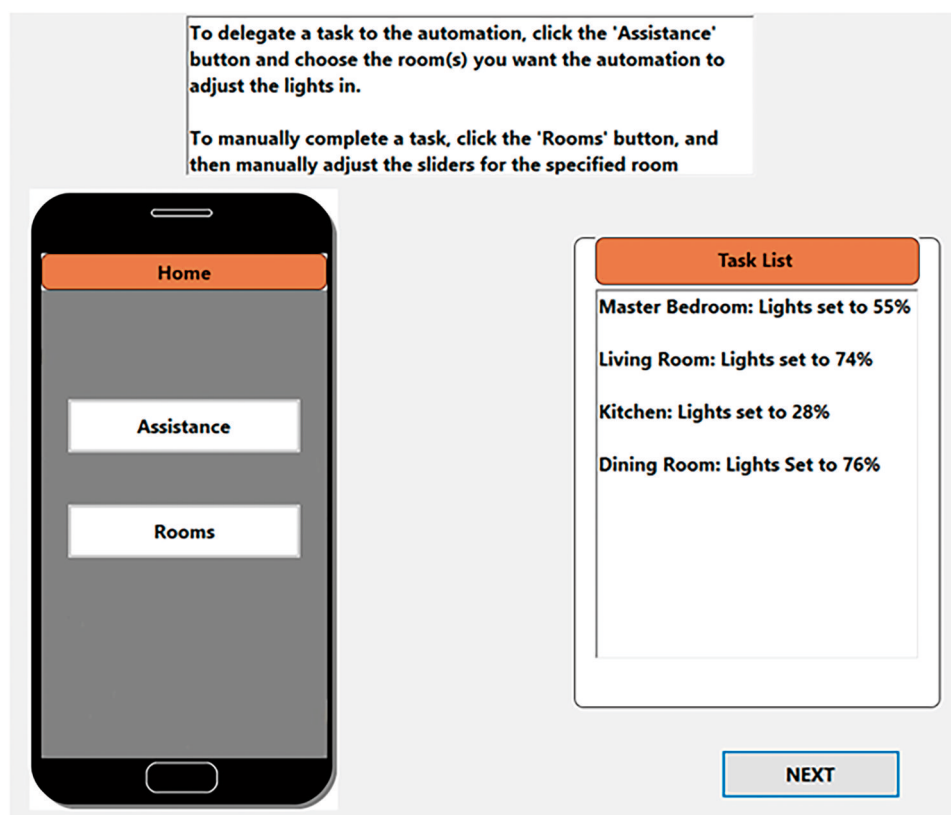 To delegate a task to the automation, click the 'Assistance'
button and choose the room(s) you want the automation to
adjust the lights in.
To manually complete a task, click the 'Rooms' button, and
then manually adjust the sliders for the specified room
Home
Assistance
Rooms
Task List
Master Bedroom: Lights set to 55%
Living Room: Lights set to 74%
Kitchen: Lights set to 28%
Dining Room: Lights Set to 76%
NEXT